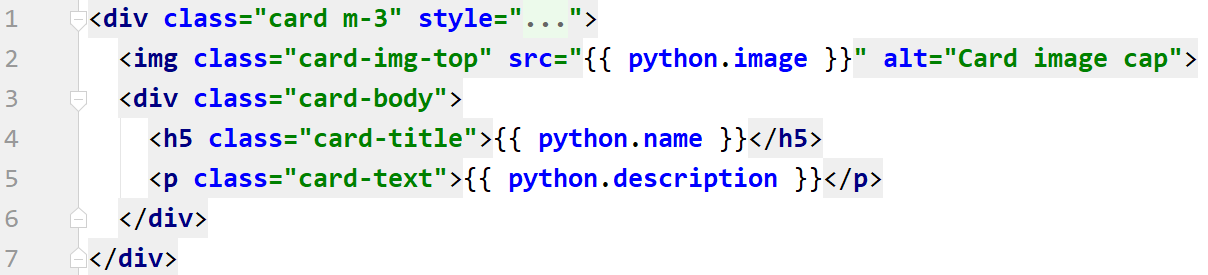 1 <div class="card m-3" style="...">
2 <img class="card-img-top" src="{{ python.image }}" alt="Card image cap">
3 <div class="card-body">
4 <h5 class="card-title">{{ python.name }}</h5>
5 <p class="card-text">{{ python.description }}</p>
6 </div>
7 </div>